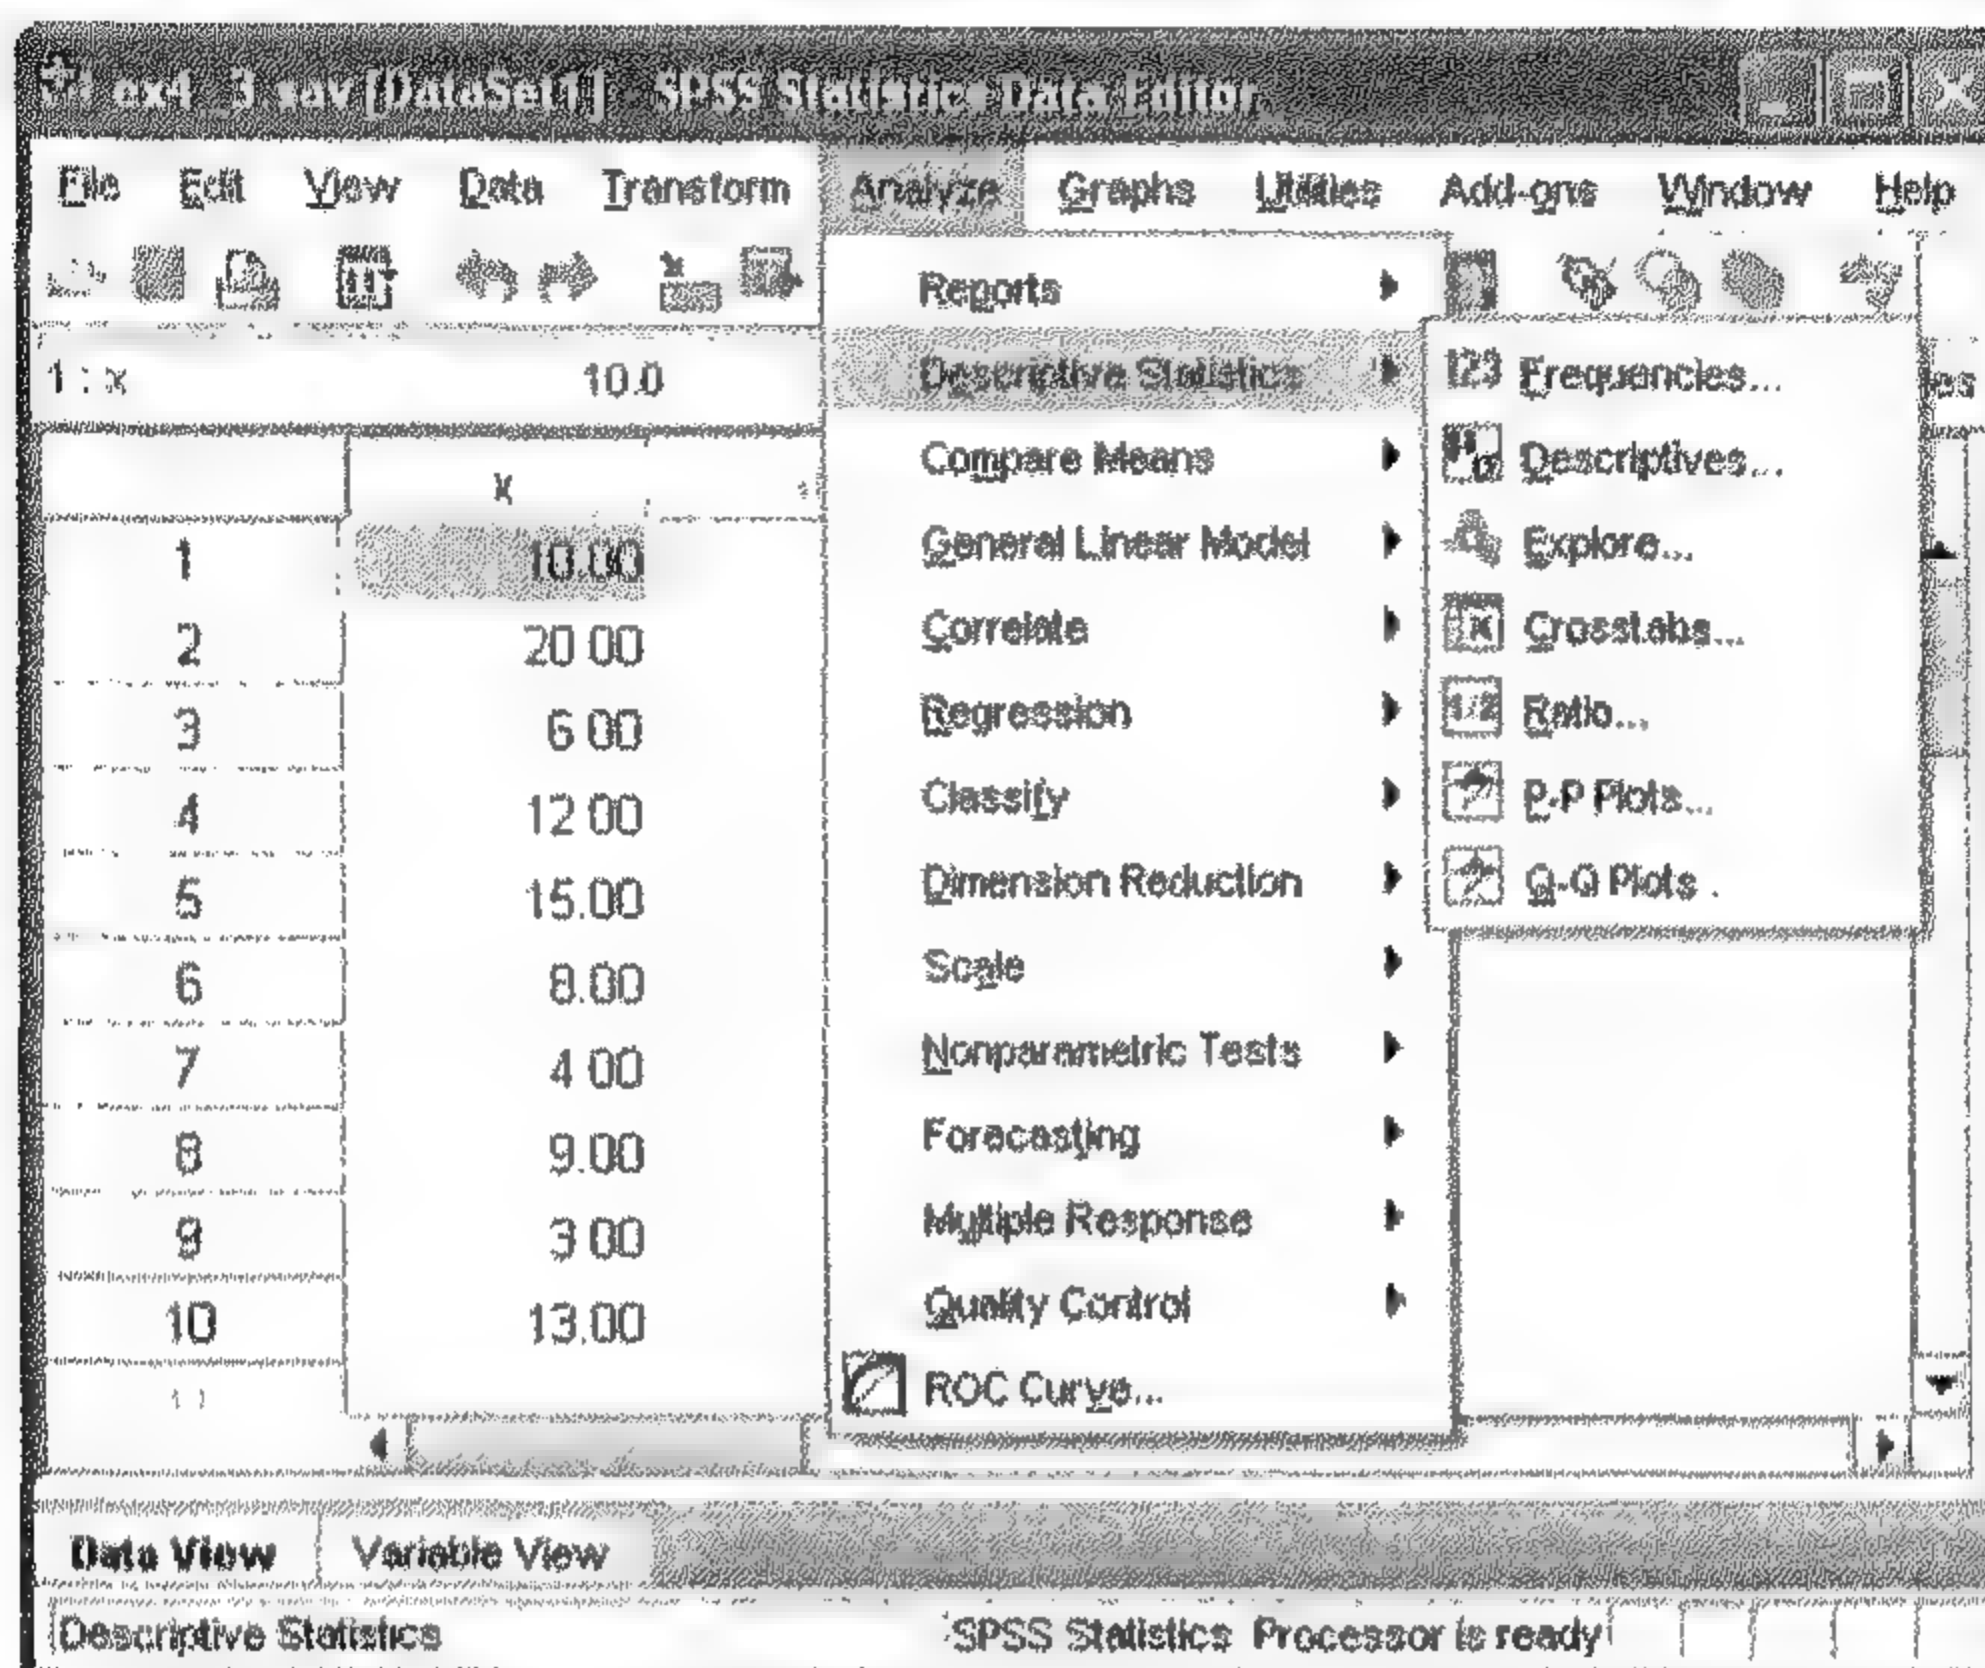 ex4_3 sav [DataSet1] - SPSS Statistics Data Editor
File Edit View Data Transform Analyze Graphs Utilities Add-ons Window Help
1 : x 10.0
x
1 10.00
2 20 00
3 6 00
4 12 00
5 15.00
6 8.00
7 4 00
8 9.00
9 3 00
10 13.00
11
Reports
Descriptive Statistics
Compare Means
General Linear Model
Correlate
Regression
Classify
Dimension Reduction
Scale
Nonparametric Tests
Forecasting
Multiple Response
Quality Control
ROC Curve...
123 Frequencies...
Descriptives...
Explore...
Crosstabs...
1/2 Ratio...
P-P Plots...
Q-Q Plots .
Data View Variable View
Descriptive Statistics SPSS Statistics Processor is ready